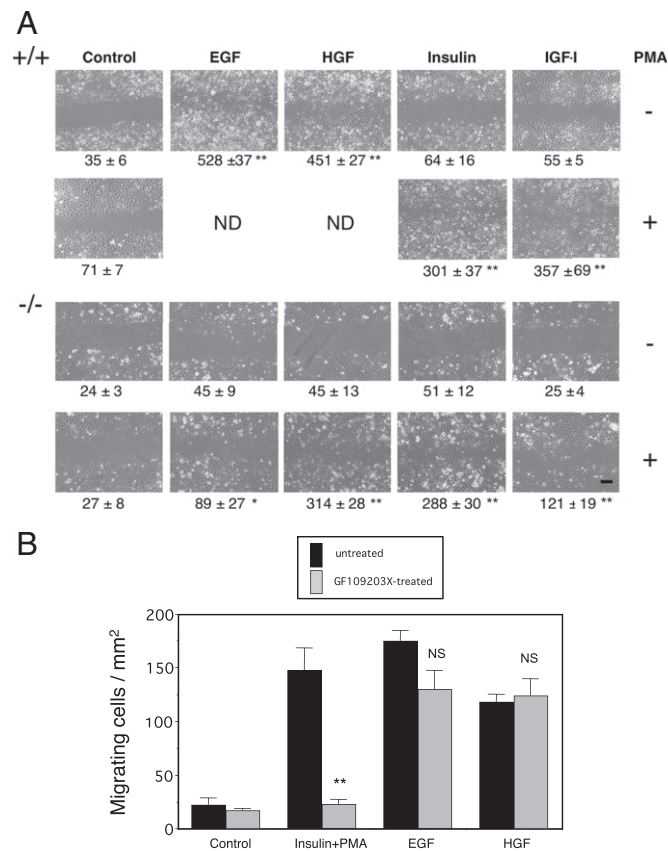 A
+/+ Control EGF HGF Insulin IGF-I PMA
-
35 ± 6 528 ±37 ** 451 ± 27 ** 64 ± 16 55 ± 5
ND ND +
71 ± 7 301 ± 37 ** 357 ±69 **
-/-
-
24 ± 3 45 ± 9 45 ± 13 51 ± 12 25 ± 4
+
27 ± 8 89 ± 27 * 314 ± 28 ** 288 ± 30 ** 121 ± 19 **
B
untreated
GF109203X-treated
Migrating cells / mm²
200
150
100
50
0
**
NS
NS
Control Insulin+PMA EGF HGF